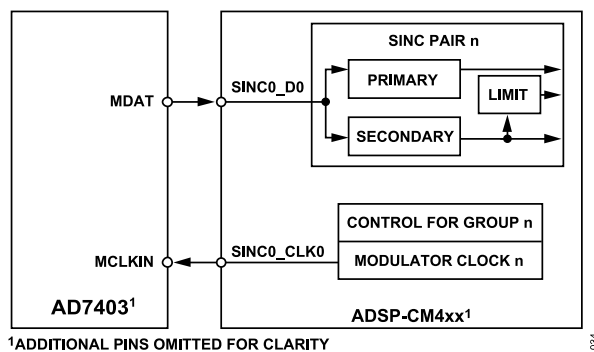 SINC PAIR n
SINC0_D0
PRIMARY
MDAT
LIMIT
SECONDARY
CONTROL FOR GROUP n
SINC0_CLK0
MCLKIN
MODULATOR CLOCK n
AD7403¹
ADSP-CM4xx¹
¹ADDITIONAL PINS OMITTED FOR CLARITY